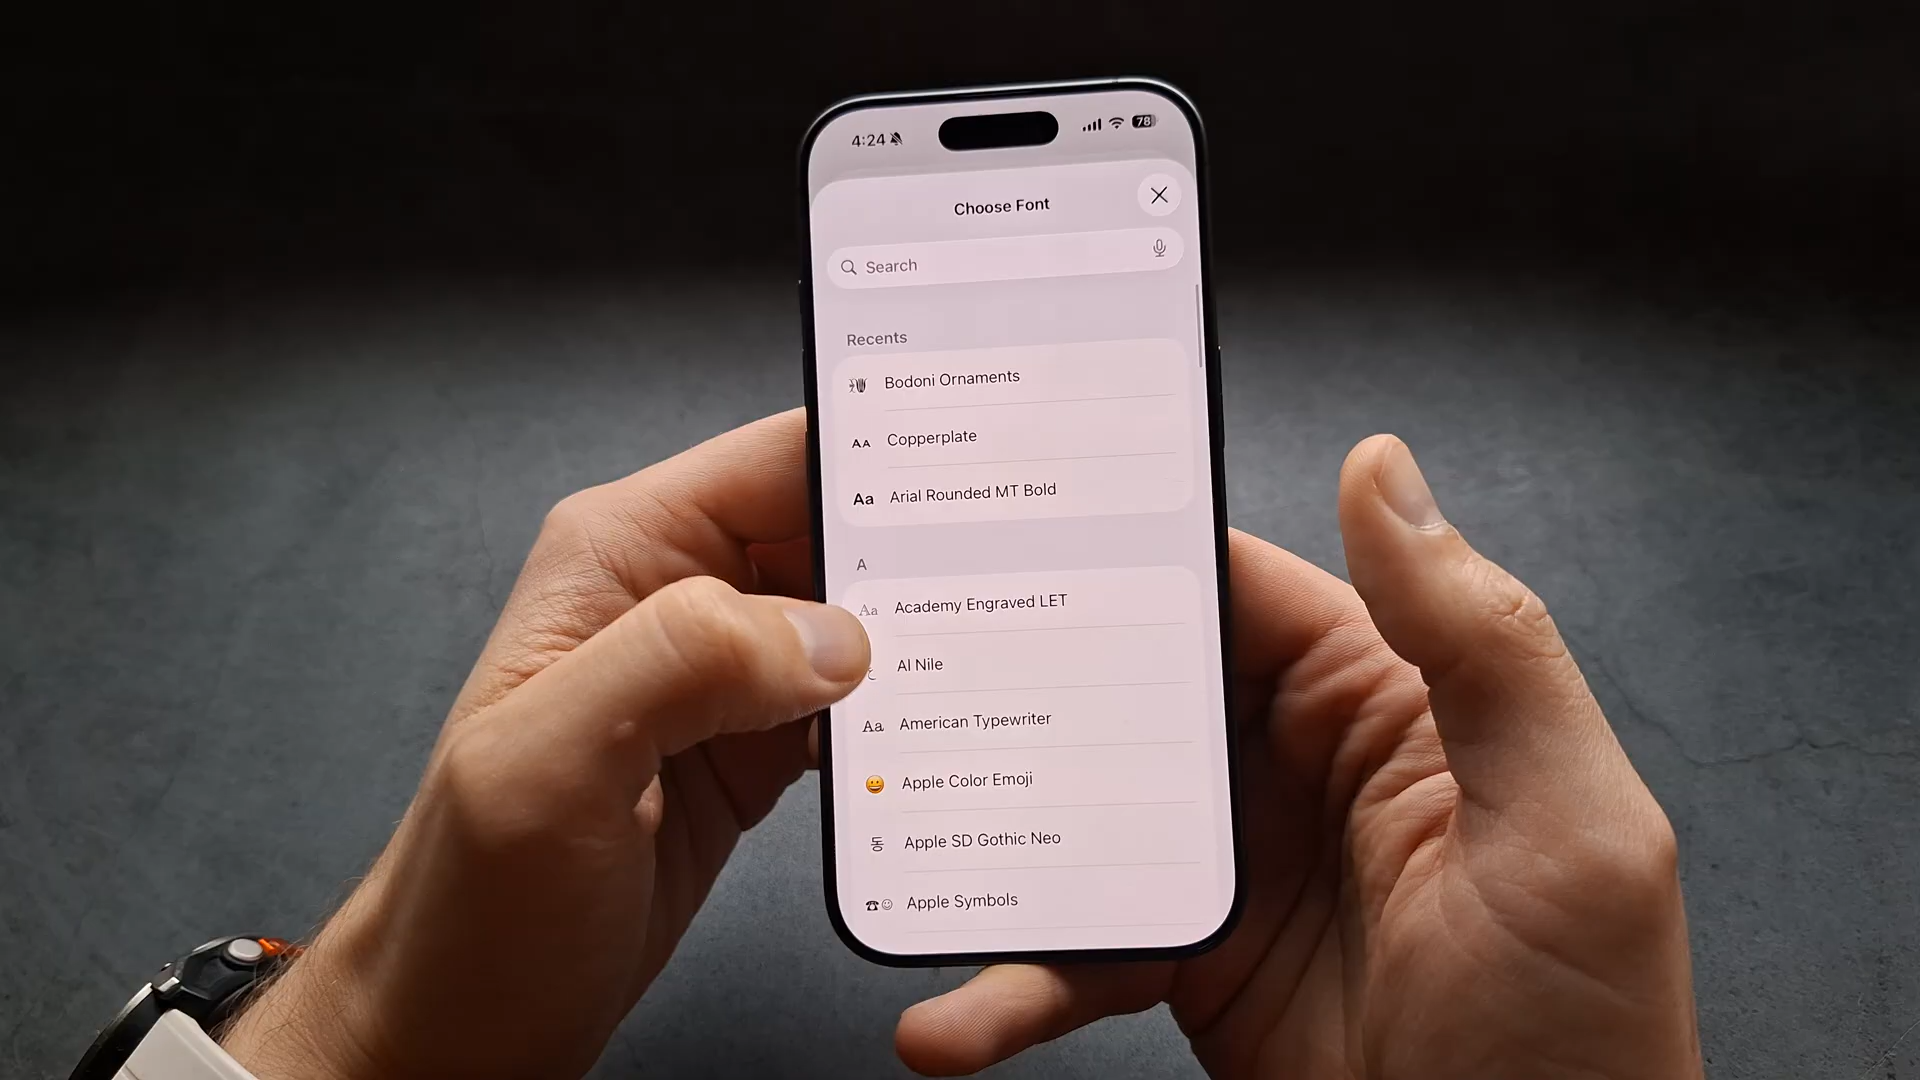 4:24
78
Choose Font
Search
Recents
Bodoni Ornaments
AA Copperplate
Aa Arial Rounded MT Bold
A
Aa Academy Engraved LET
Al Nile
Aa American Typewriter
😀 Apple Color Emoji
동 Apple SD Gothic Neo
☎☺ Apple Symbols